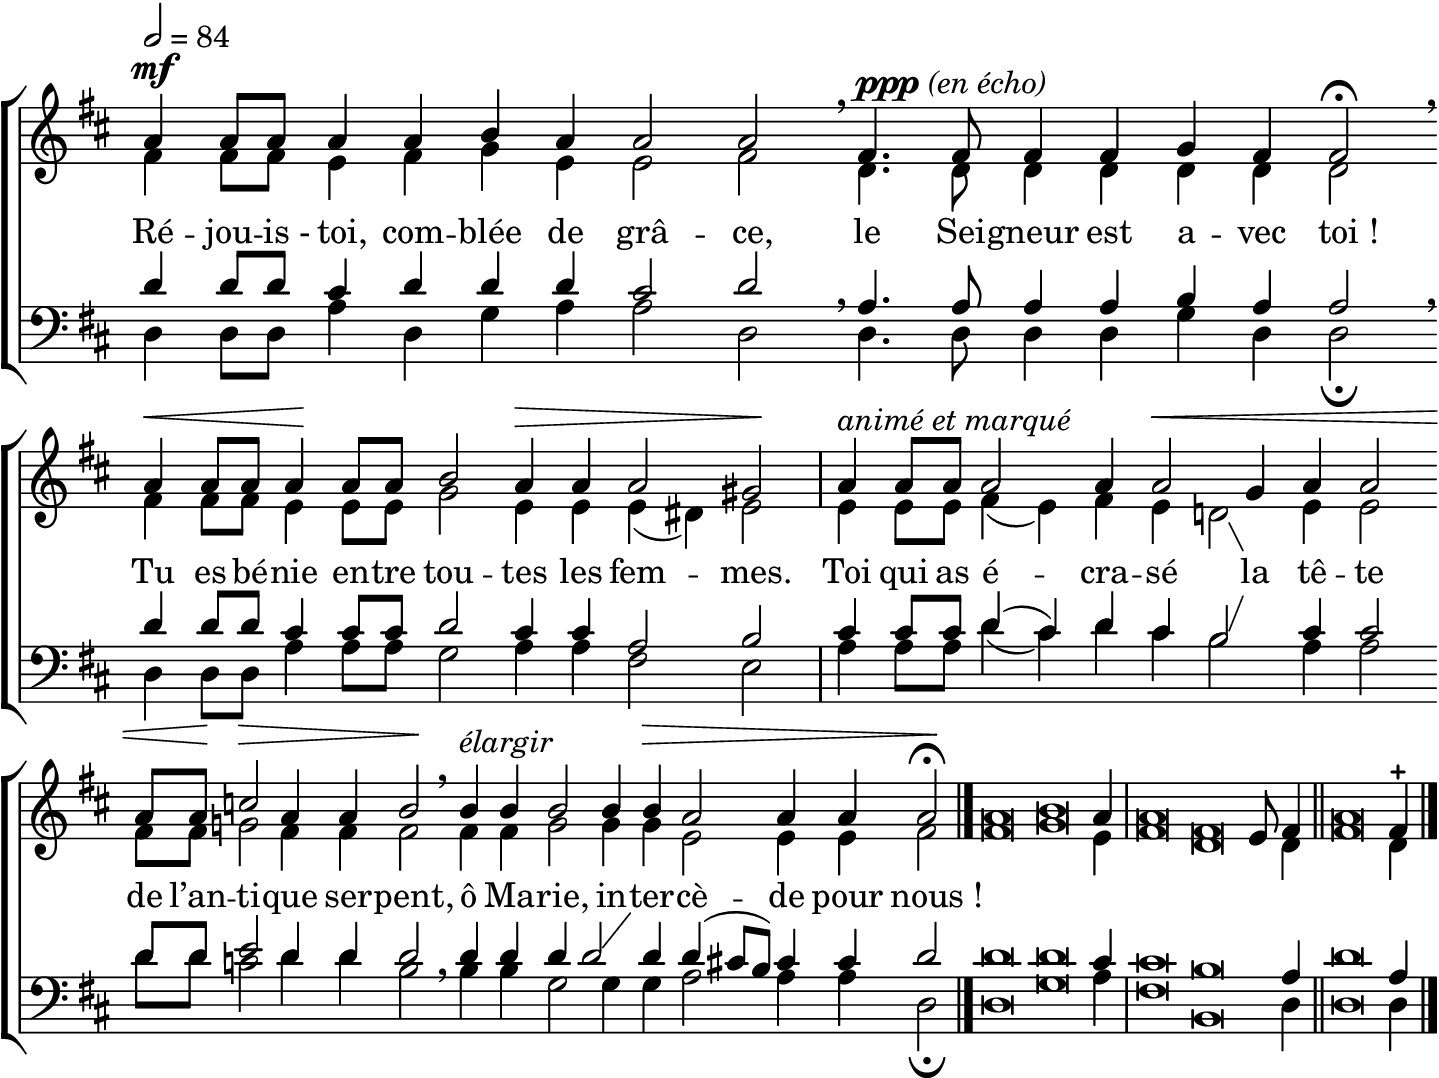 = 84
mf
ppp (en écho)
Ré - jou - is - toi, com - blée de grâ - ce, le Seigneur est a - vec toi !
animé et marqué
Tu es bénie entre tou - tes les fem - mes. Toi qui as é - cra - sé la tê - te
élargir
de l’an - tique serpent, ô Marie, intercè - de pour nous !